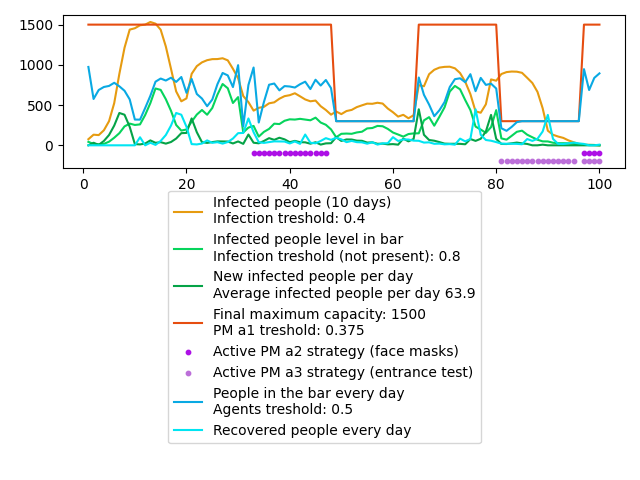 1500
1000
500
0
0 20 40 60 80 100
Infected people (10 days)
Infection treshold: 0.4
Infected people level in bar
Infection treshold (not present): 0.8
New infected people per day
Average infected people per day 63.9
Final maximum capacity: 1500
PM a1 treshold: 0.375
Active PM a2 strategy (face masks)
Active PM a3 strategy (entrance test)
People in the bar every day
Agents treshold: 0.5
Recovered people every day